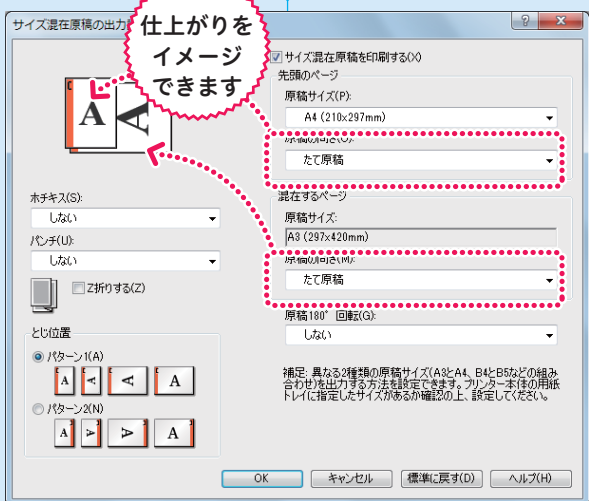 サイズ混在原稿の出力
仕上がりを
イメージ
できます
サイズ混在原稿を印刷する(X)
先頭のページ
原稿サイズ(P):
A4 (210x297mm)
原稿の向き(O):
たて原稿
混在するページ
原稿サイズ:
A3 (297x420mm)
原稿の向き(M):
たて原稿
原稿180°回転(G):
しない
A A
ホチキス(S):
しない
パンチ(U):
しない
Z折りする(Z)
とじ位置
パターン1(A)
A A A A
パターン2(N)
A A A A
補足: 異なる2種類の原稿サイズ(A3とA4、B4とB5などの組み
合わせ)を出力する方法を設定できます。プリンター本体の用紙
トレイに指定したサイズがあるか確認の上、設定してください。
OK キャンセル 標準に戻す(D) ヘルプ(H)